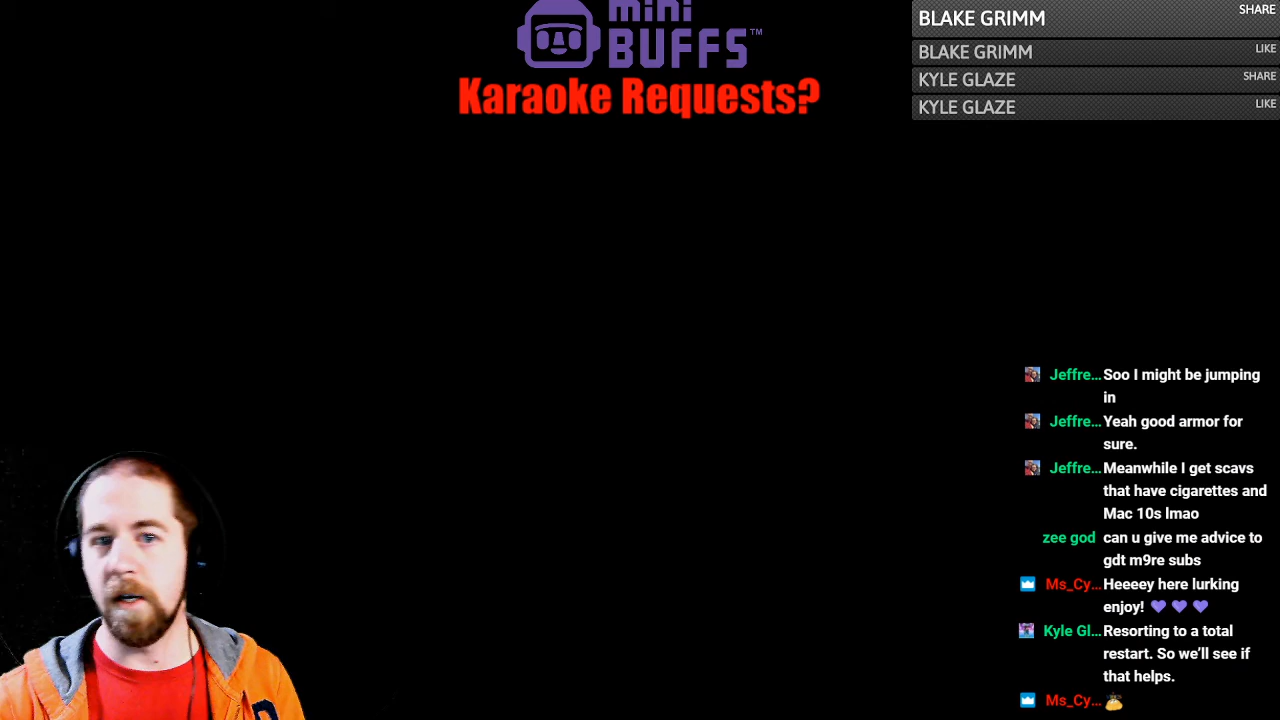 mini
BUFFS™
Karaoke Requests?
BLAKE GRIMM SHARE
BLAKE GRIMM LIKE
KYLE GLAZE SHARE
KYLE GLAZE LIKE
Jeffre... Soo I might be jumping
in
Jeffre... Yeah good armor for
sure.
Jeffre... Meanwhile I get scavs
that have cigarettes and
Mac 10s lmao
zee god can u give me advice to
gdt m9re subs
Ms_Cy... Heeeey here lurking
enjoy! 💜 💜 💜
Kyle Gl... Resorting to a total
restart. So we'll see if
that helps.
Ms_Cy...